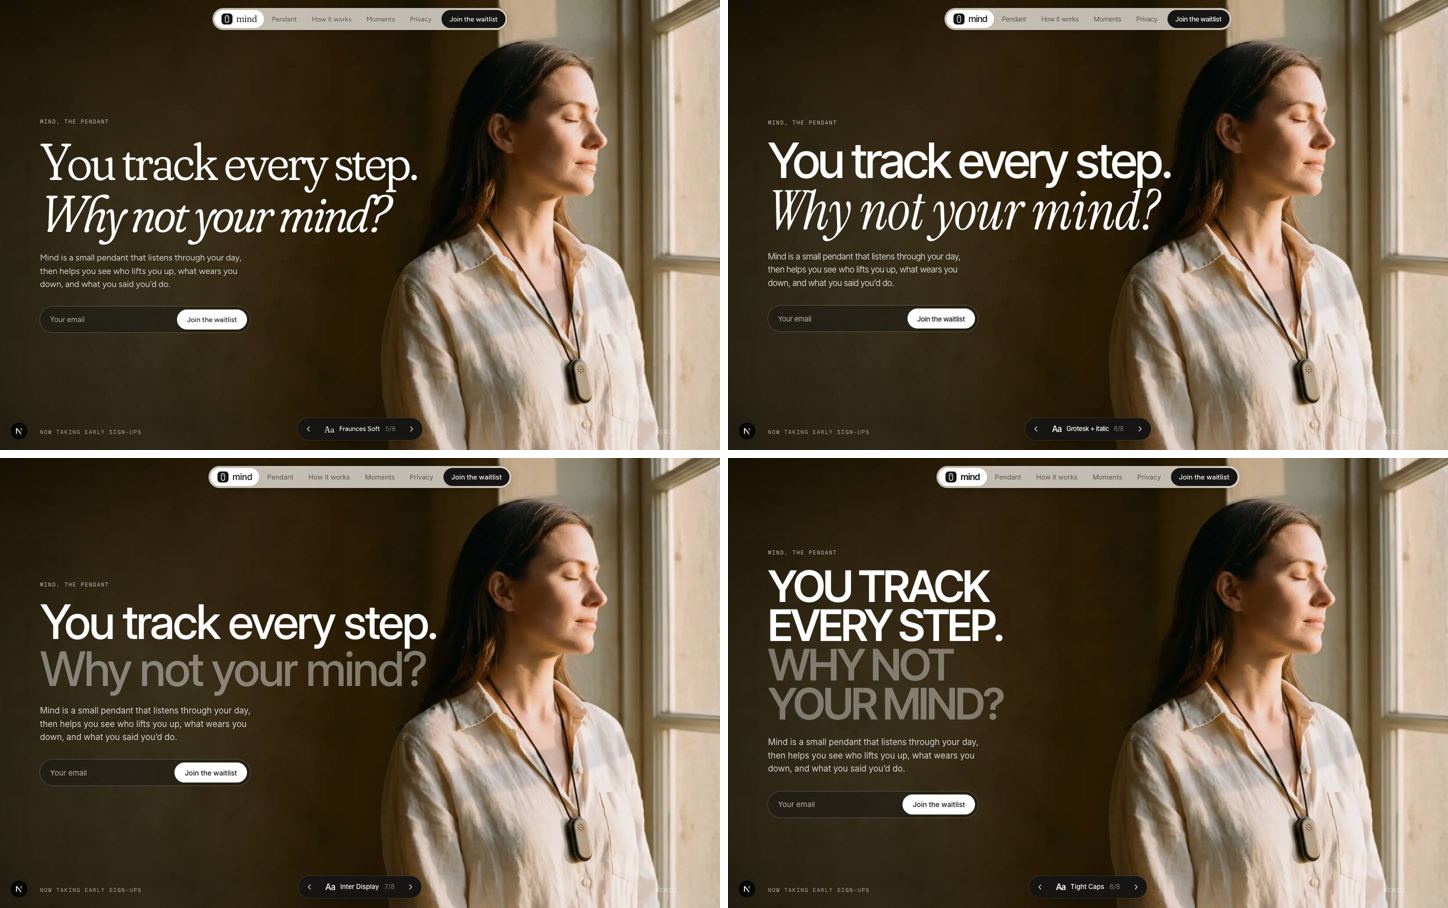 mind Pendant How it works Moments Privacy Join the waitlist
MIND, THE PENDANT
You track every step.
Why not your mind?
Mind is a small pendant that listens through your day,
then helps you see who lifts you up, what wears you
down, and what you said you'd do.
Your email Join the waitlist
N NOW TAKING EARLY SIGN-UPS Aa Fraunces Soft 5/8
mind Pendant How it works Moments Privacy Join the waitlist
MIND, THE PENDANT
You track every step.
Why not your mind?
Mind is a small pendant that listens through your day,
then helps you see who lifts you up, what wears you
down, and what you said you'd do.
Your email Join the waitlist
N NOW TAKING EARLY SIGN-UPS Aa Grotesk + italic 6/8
mind Pendant How it works Moments Privacy Join the waitlist
MIND, THE PENDANT
You track every step.
Why not your mind?
Mind is a small pendant that listens through your day,
then helps you see who lifts you up, what wears you
down, and what you said you'd do.
Your email Join the waitlist
N NOW TAKING EARLY SIGN-UPS Aa Inter Display 7/8
mind Pendant How it works Moments Privacy Join the waitlist
MIND, THE PENDANT
YOU TRACK
EVERY STEP.
WHY NOT
YOUR MIND?
Mind is a small pendant that listens through your day,
then helps you see who lifts you up, what wears you
down, and what you said you'd do.
Your email Join the waitlist
N NOW TAKING EARLY SIGN-UPS Aa Tight Caps 8/8